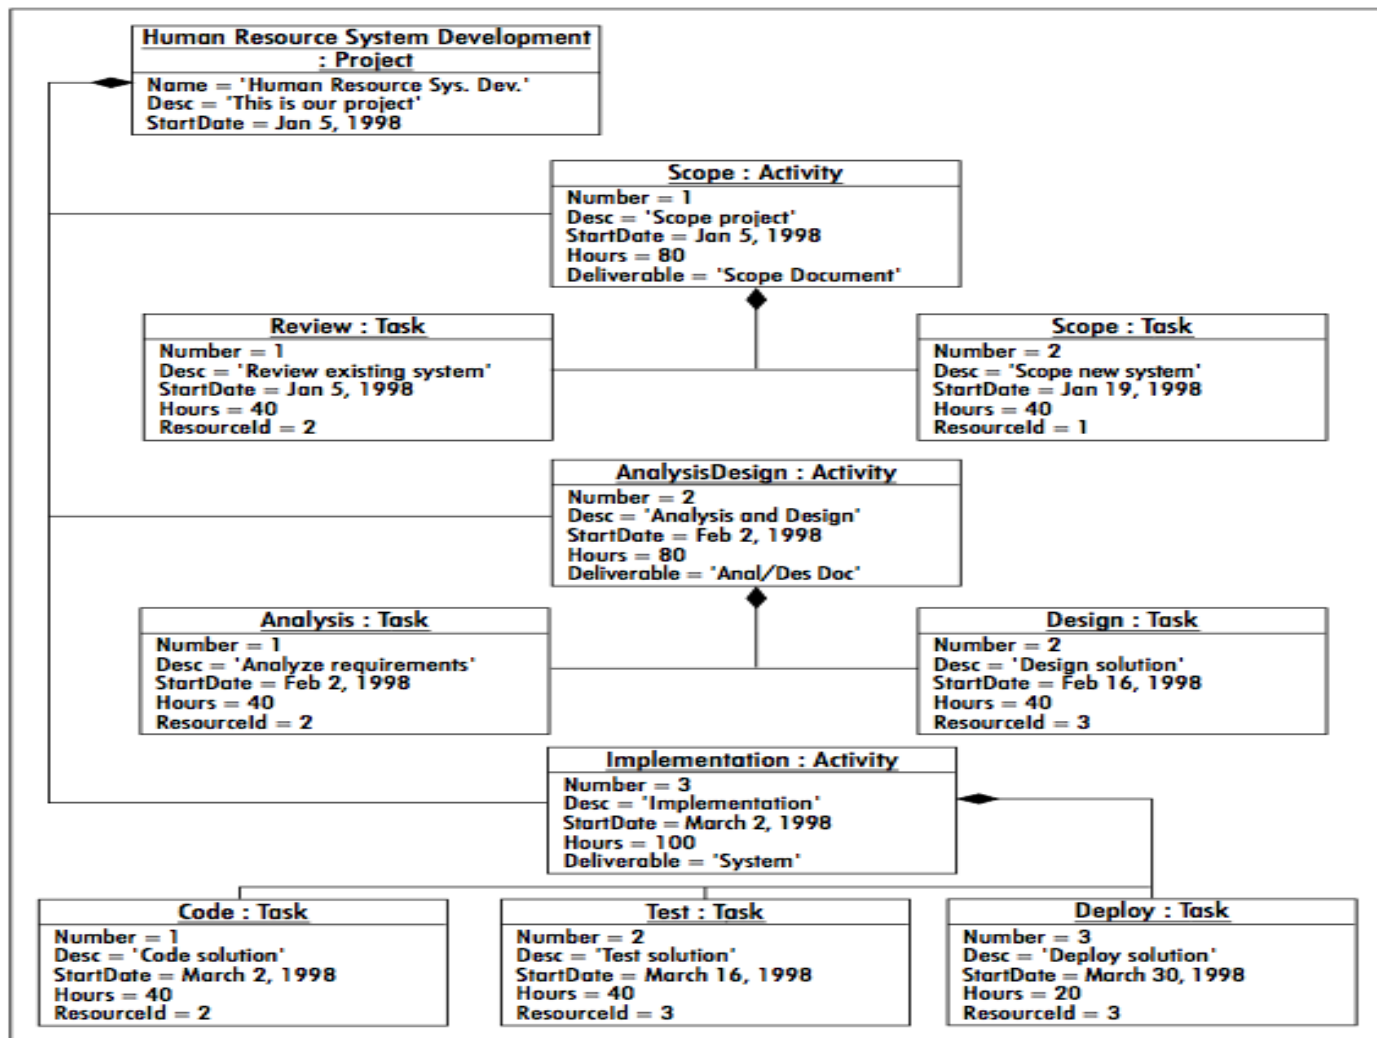 Human Resource System Development
: Project
Name = 'Human Resource Sys. Dev.'
Desc = 'This is our project'
StartDate = Jan 5, 1998
Scope : Activity
Number = 1
Desc = 'Scope project'
StartDate = Jan 5, 1998
Hours = 80
Deliverable = 'Scope Document'
Review : Task
Number = 1
Desc = 'Review existing system'
StartDate = Jan 5, 1998
Hours = 40
ResourceId = 2
Scope : Task
Number = 2
Desc = 'Scope new system'
StartDate = Jan 19, 1998
Hours = 40
ResourceId = 1
AnalysisDesign : Activity
Number = 2
Desc = 'Analysis and Design'
StartDate = Feb 2, 1998
Hours = 80
Deliverable = 'Anal/Des Doc'
Analysis : Task
Number = 1
Desc = 'Analyze requirements'
StartDate = Feb 2, 1998
Hours = 40
ResourceId = 2
Design : Task
Number = 2
Desc = 'Design solution'
StartDate = Feb 16, 1998
Hours = 40
ResourceId = 3
Implementation : Activity
Number = 3
Desc = 'Implementation'
StartDate = March 2, 1998
Hours = 100
Deliverable = 'System'
Code : Task
Number = 1
Desc = 'Code solution'
StartDate = March 2, 1998
Hours = 40
ResourceId = 2
Test : Task
Number = 2
Desc = 'Test solution'
StartDate = March 16, 1998
Hours = 40
ResourceId = 3
Deploy : Task
Number = 3
Desc = 'Deploy solution'
StartDate = March 30, 1998
Hours = 20
ResourceId = 3